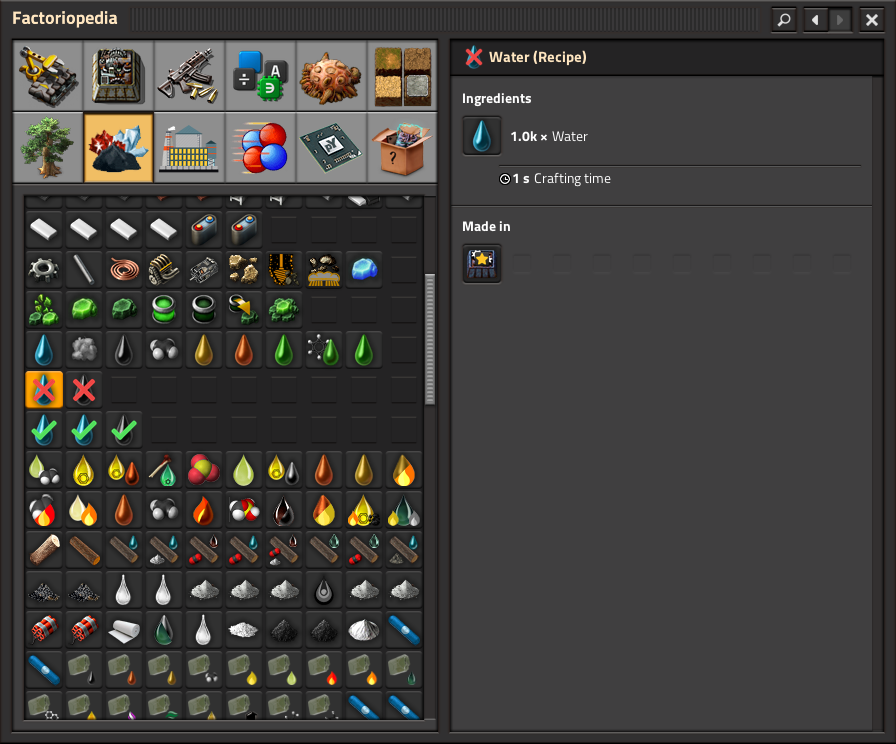 Factoriopedia
Water (Recipe)
Ingredients
1.0k × Water
1 s Crafting time
Made in